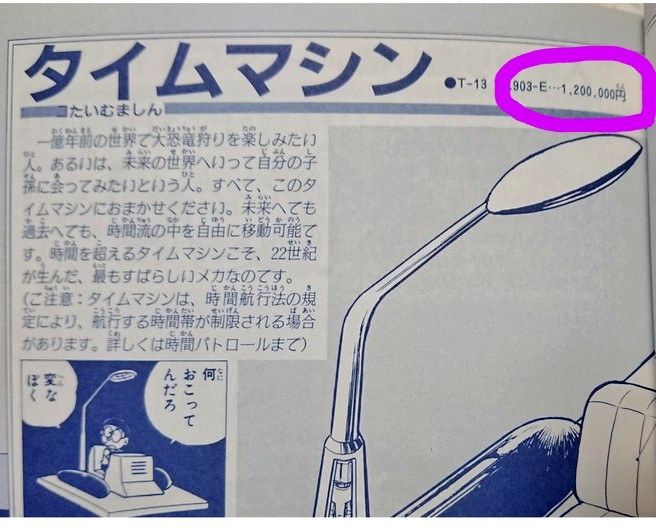 タイムマシン
たいむましん
●T-13 903-E…1,200,000円
一億年前の世界で大恐竜狩りを楽しみたい
人。あるいは、未来の世界へいって自分の子
孫に会ってみたいという人。すべて、このタ
イムマシンにおまかせください。未来へでも
過去へでも、時間流の中を自由に移動可能で
す。時間を超えるタイムマシンこそ、22世紀
が生んだ、最もすばらしいメカなのです。
(ご注意：タイムマシンは、時間航行法の規
定により、航行する時間帯が制限される場合
があります。詳しくは時間パトロールまで)
何
おこって
んだろ
変な
ぼく